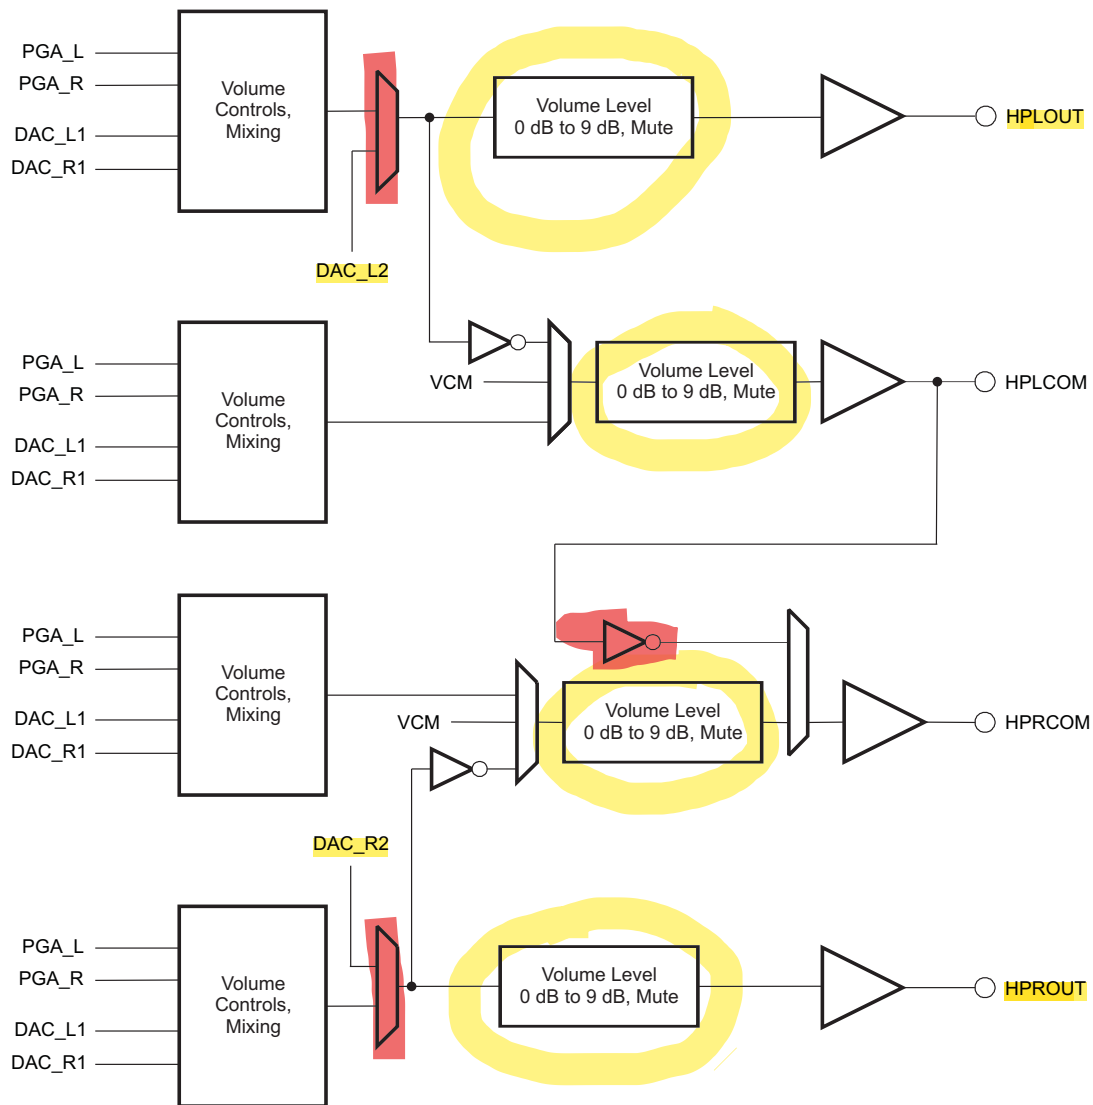 PGA_L
PGA_R
DAC_L1
DAC_R1
Volume
Controls,
Mixing
DAC_L2
Volume Level
0 dB to 9 dB, Mute
HPLOUT
PGA_L
PGA_R
DAC_L1
DAC_R1
Volume
Controls,
Mixing
VCM
Volume Level
0 dB to 9 dB, Mute
HPLCOM
PGA_L
PGA_R
DAC_L1
DAC_R1
Volume
Controls,
Mixing
VCM
Volume Level
0 dB to 9 dB, Mute
HPRCOM
DAC_R2
PGA_L
PGA_R
DAC_L1
DAC_R1
Volume
Controls,
Mixing
Volume Level
0 dB to 9 dB, Mute
HPROUT